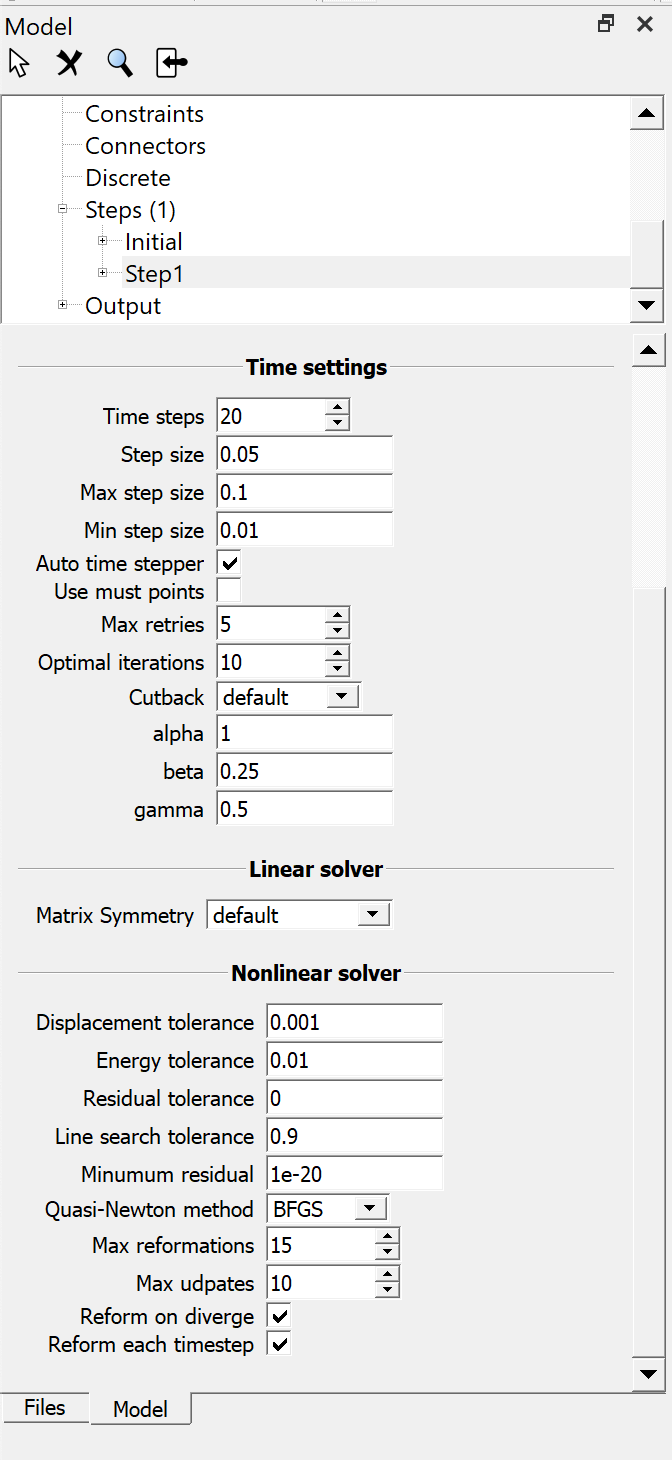 Model
Constraints
Connectors
Discrete
Steps (1)
Initial
Step1
Output
Time settings
Time steps 20
Step size 0.05
Max step size 0.1
Min step size 0.01
Auto time stepper
Use must points
Max retries 5
Optimal iterations 10
Cutback default
alpha 1
beta 0.25
gamma 0.5
Linear solver
Matrix Symmetry default
Nonlinear solver
Displacement tolerance 0.001
Energy tolerance 0.01
Residual tolerance 0
Line search tolerance 0.9
Minumum residual 1e-20
Quasi-Newton method BFGS
Max reformations 15
Max udpates 10
Reform on diverge
Reform each timestep
Files Model